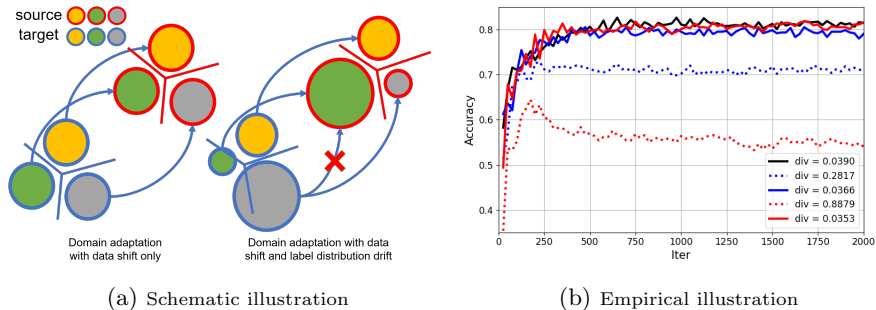 source
target
Domain adaptation
with data shift only
Domain adaptation with data
shift and label distribution drift
(a) Schematic illustration
Accuracy
0.8
0.7
0.6
0.5
0.4
div = 0.0390
div = 0.2817
div = 0.0366
div = 0.8879
div = 0.0353
0 250 500 750 1000 1250 1500 1750 2000
Iter
(b) Empirical illustration